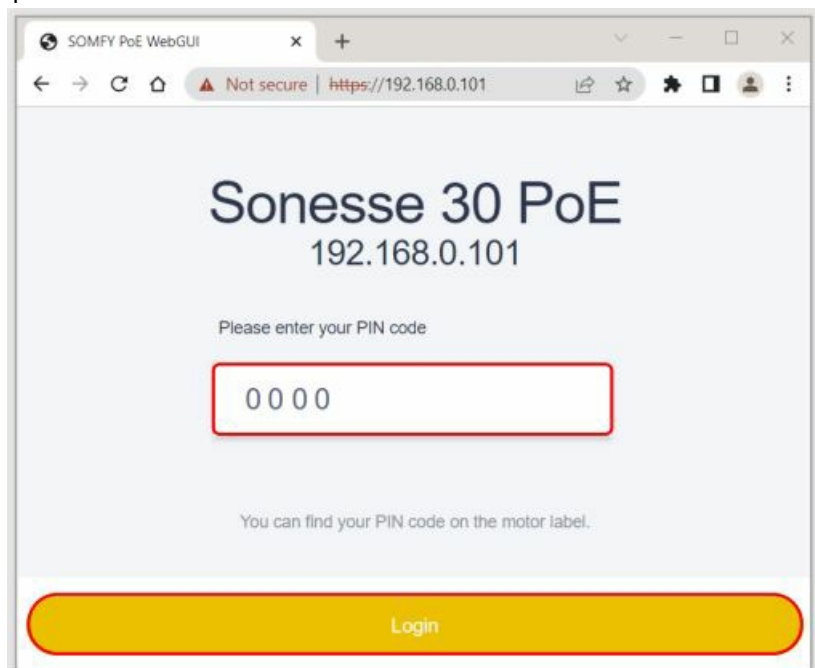 SOMFY PoE WebGUI
Not secure | https://192.168.0.101
Sonesse 30 PoE
192.168.0.101
Please enter your PIN code
0000
You can find your PIN code on the motor label.
Login